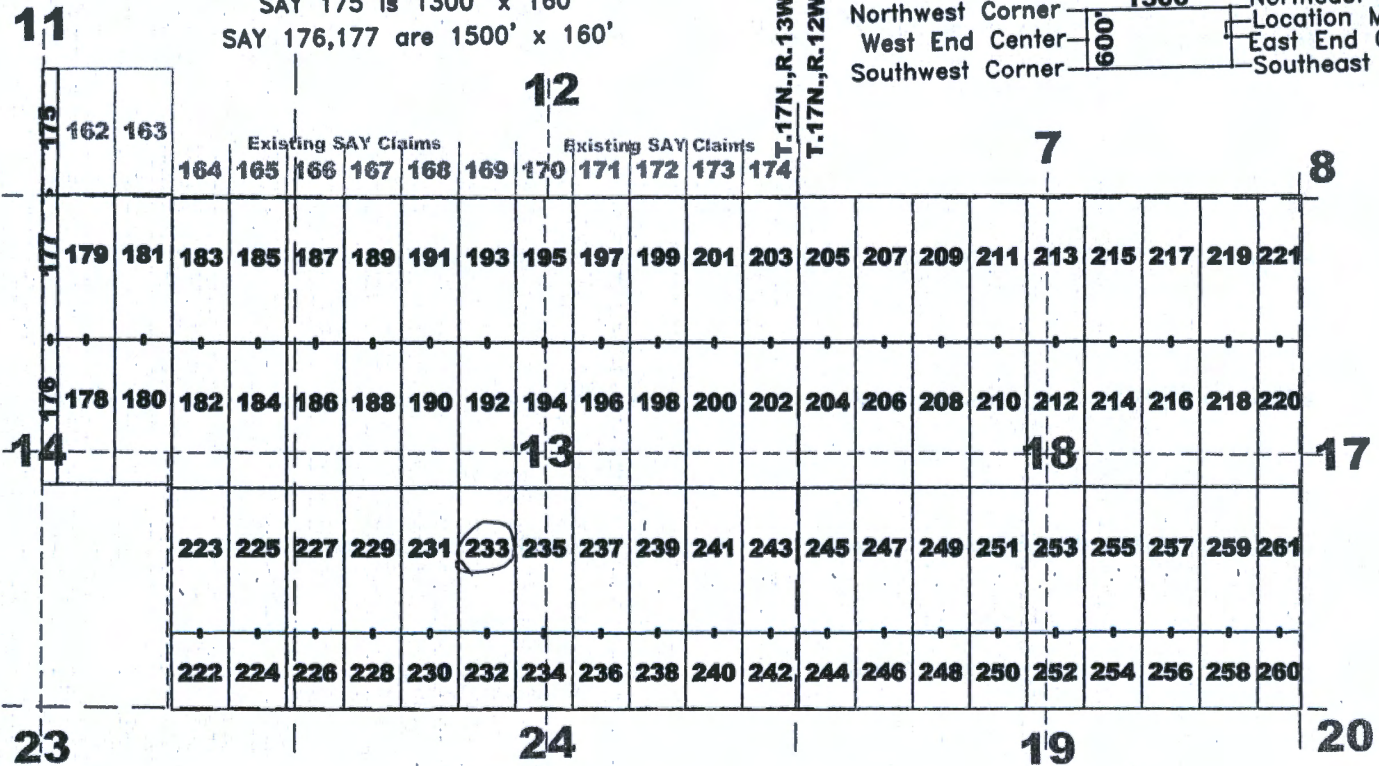 SAY 175 is 1300' x 160'
SAY 176,177 are 1500' x 160'
11
12
T.17N.,R.13W
T.17N.,R.12W
Northwest Corner
West End Center
Southwest Corner
600'
Location
East End
Southeast
7
8
175
162 163
Existing SAY Claims
Existing SAY Claims
164 165 166 167 168 169 170 171 172 173 174
177
179 181 183 185 187 189 191 193 195 197 199 201 203 205 207 209 211 213 215 217 219 221
176
178 180 182 184 186 188 190 192 194 196 198 200 202 204 206 208 210 212 214 216 218 220
14
13
18
17
223 225 227 229 231 233 235 237 239 241 243 245 247 249 251 253 255 257 259 261
222 224 226 228 230 232 234 236 238 240 242 244 246 248 250 252 254 256 258 260
23
24
19
20